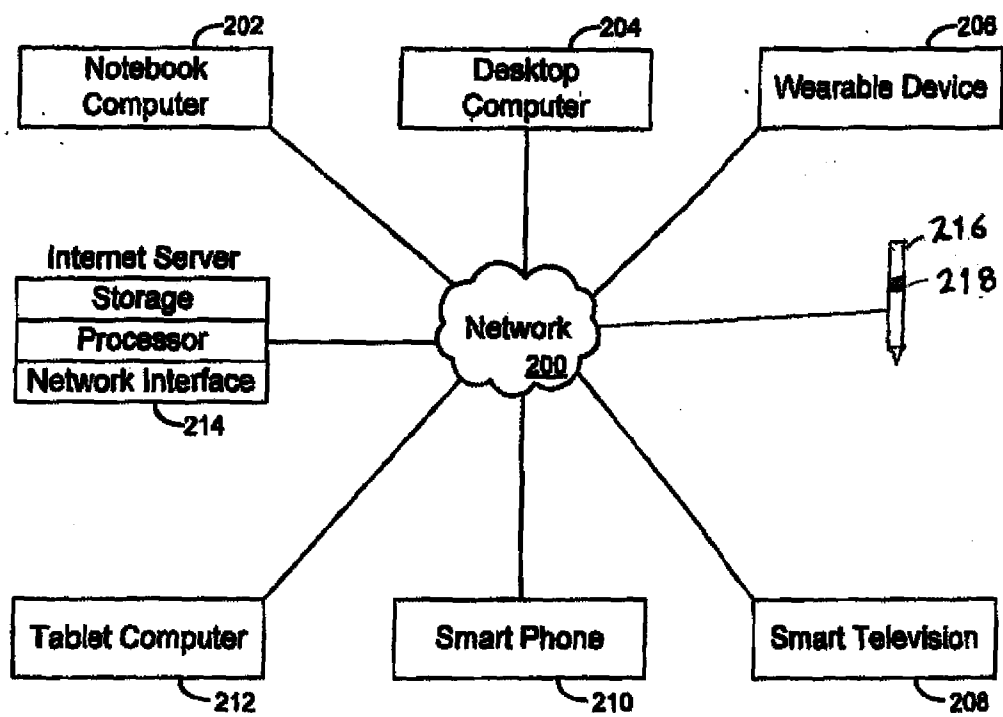 202
Notebook
Computer
204
Desktop
Computer
206
Wearable Device
Internet Server
Storage
Processor
Network Interface
214
Network
200
216
218
Tablet Computer
212
Smart Phone
210
Smart Television
208